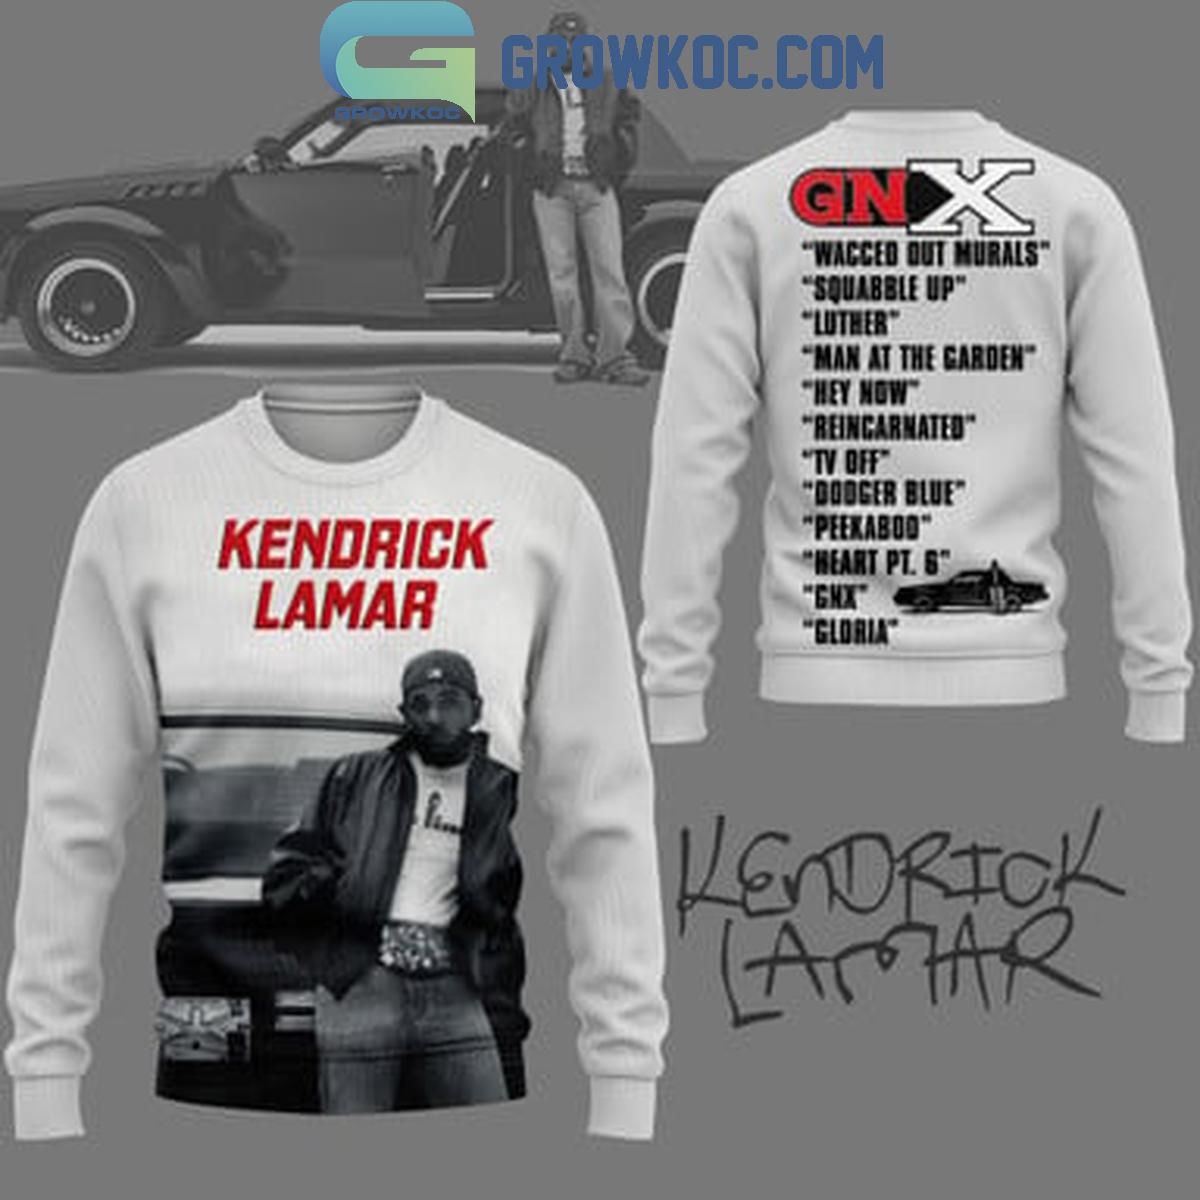 GROWKOC
GROWKOC.COM
GNX
"WACCED OUT MURALS"
"SQUABBLE UP"
"LUTHER"
"MAN AT THE GARDEN"
"HEY NOW"
"REINCARNATED"
"TV OFF"
"DODGER BLUE"
"PEEKABOO"
"HEART PT. 6"
"GNX"
"GLORIA"
KENDRICK
LAMAR
KENDRICK
LAMAR